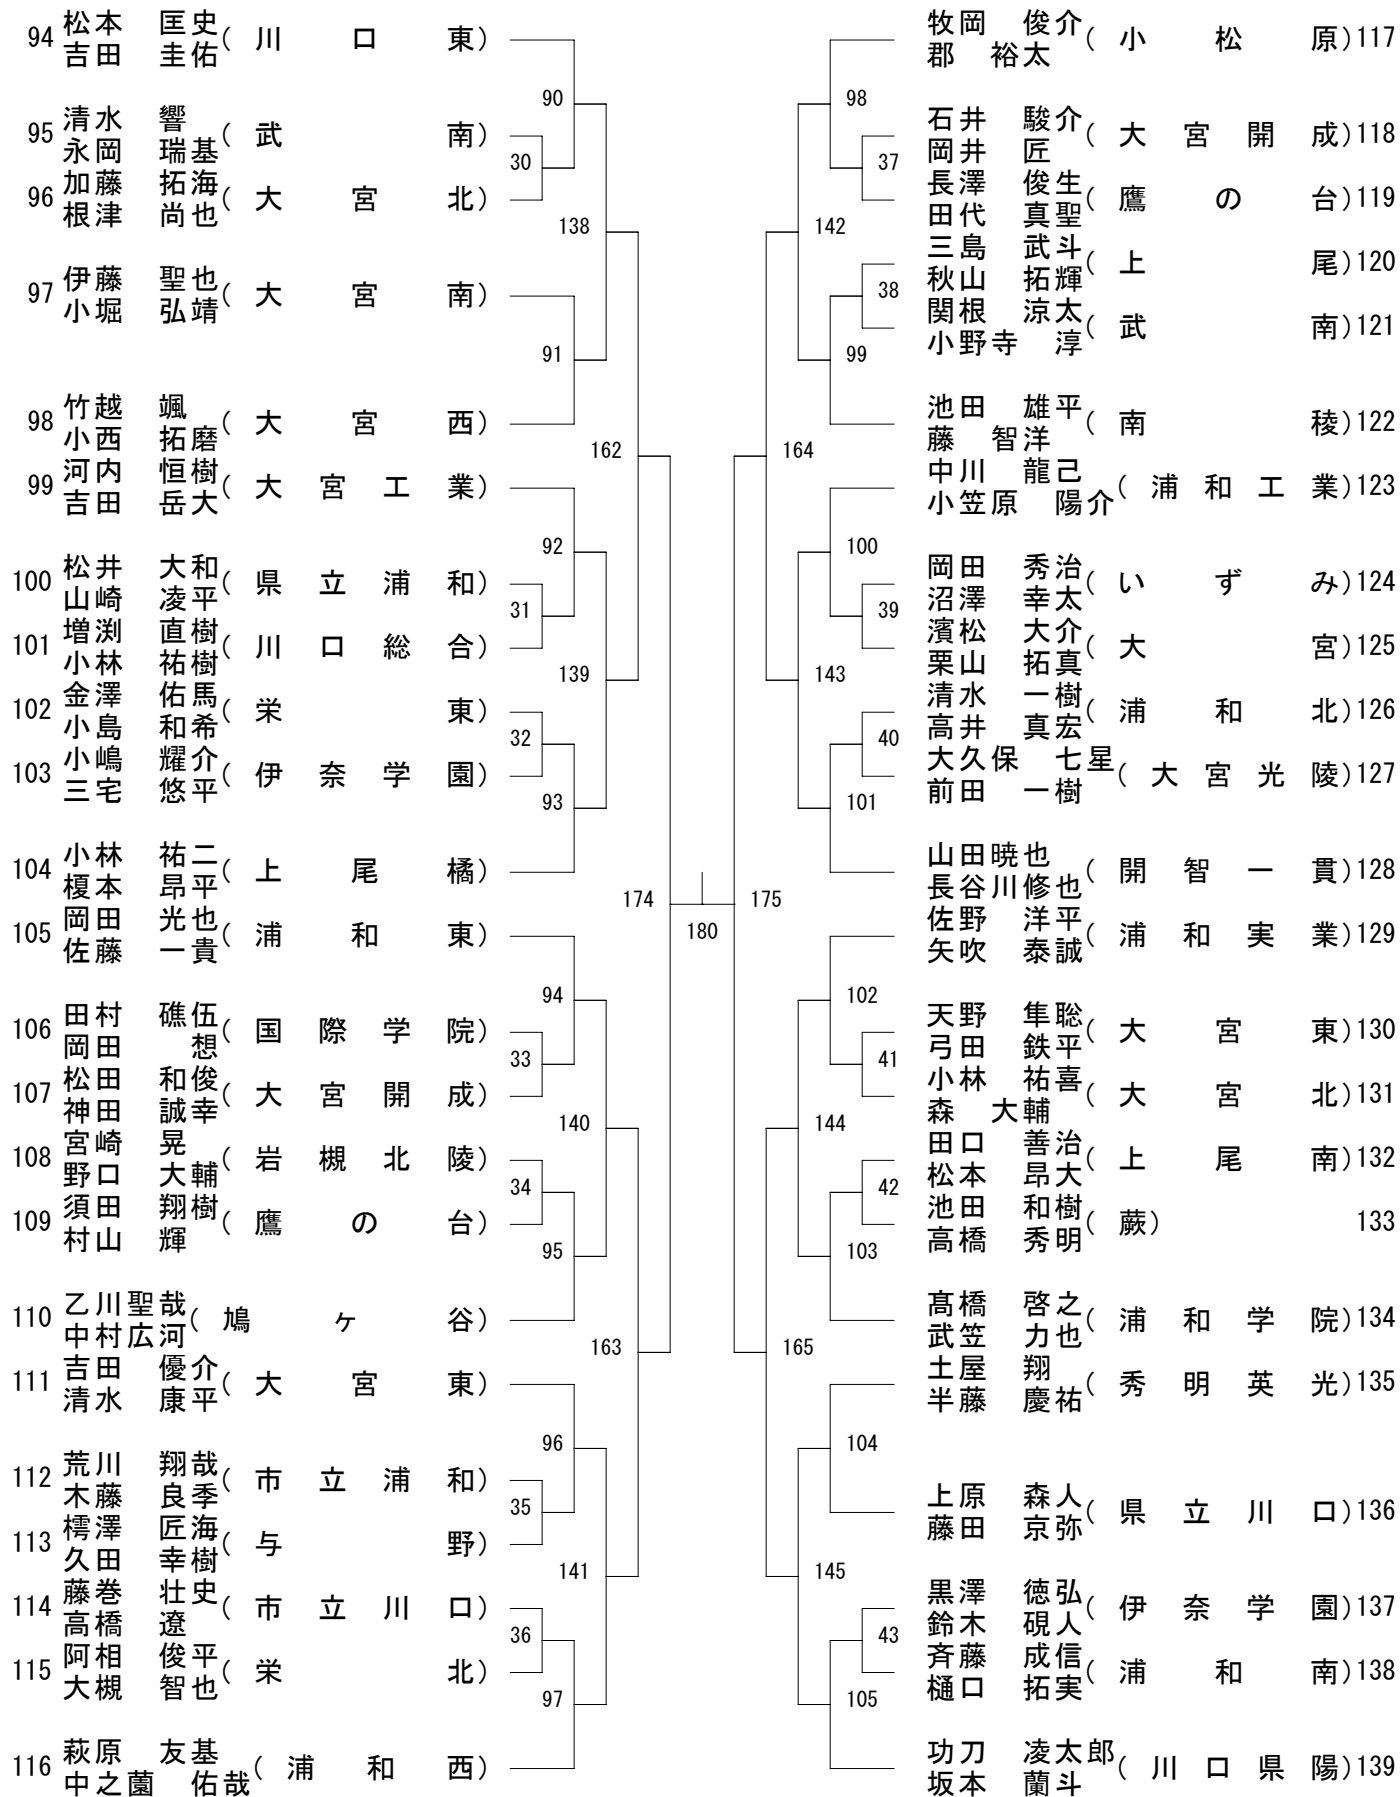 94 松本 匡史 吉田 圭佑 (川口東)
95 清水 響 永岡 瑞基 (武南)
96 加藤 拓海 根津 尚也 (大宮北)
97 伊藤 聖也 小堀 弘靖 (大宮南)
98 竹越 颯 小西 拓磨 (大宮西)
99 河内 恒樹 吉田 岳大 (大宮工業)
100 松井 大和 山崎 凌平 (県立浦和)
101 増渕 直樹 小林 祐樹 (川口総合)
102 金澤 佑馬 小島 和希 (栄東)
103 小嶋 耀介 三宅 悠平 (伊奈学園)
104 小林 祐二 榎本 昂平 (上尾橘)
105 岡田 光也 佐藤 一貴 (浦和東)
106 田村 礁伍 岡田 想 (国際学院)
107 松田 和俊 神田 誠幸 (大宮開成)
108 宮崎 晃 野口 大輔 (岩槻北陵)
109 須田 翔樹 村山 輝 (鷹の台)
110 乙川聖哉 中村広河 (鳩ヶ谷)
111 吉田 優介 清水 康平 (大宮東)
112 荒川 翔哉 木藤 良季 (市立浦和)
113 樗澤 匠海 久田 幸樹 (与野)
114 藤巻 壮史 高橋 遼 (市立川口)
115 阿相 俊平 大槻 智也 (栄北)
116 萩原 友基 中之薗 佑哉 (浦和西)
90
30
138
91
162
92
31
139
32
93
174
94
33
140
34
95
163
96
35
141
36
97
180
98
37
142
38
99
164
100
39
143
40
101
175
102
41
144
42
103
165
104
145
43
105
牧岡 俊介 郡 裕太 (小松原) 117
石井 駿介 岡井 匠 (大宮開成) 118
長澤 俊生 田代 真聖 (鷹の台) 119
三島 武斗 秋山 拓輝 (上尾) 120
関根 涼太 小野寺 淳 (武南) 121
池田 雄平 藤 智洋 (南稜) 122
中川 龍己 小笠原 陽介 (浦和工業) 123
岡田 秀治 沼澤 幸太 (いずみ) 124
濱松 大介 栗山 拓真 (大宮) 125
清水 一樹 高井 真宏 (浦和北) 126
大久保 七星 前田 一樹 (大宮光陵) 127
山田暁也 長谷川修也 (開智一貫) 128
佐野 洋平 矢吹 泰誠 (浦和実業) 129
天野 隼聡 弓田 鉄平 (大宮東) 130
小林 祐喜 森 大輔 (大宮北) 131
田口 善治 松本 昂大 (上尾南) 132
池田 和樹 高橋 秀明 (蕨) 133
髙橋 啓之 武笠 力也 (浦和学院) 134
土屋 翔 半藤 慶祐 (秀明英光) 135
上原 森人 藤田 京弥 (県立川口) 136
黒澤 徳弘 鈴木 硯人 (伊奈学園) 137
斉藤 成信 樋口 拓実 (浦和南) 138
功刀 凌太郎 坂本 蘭斗 (川口県陽) 139